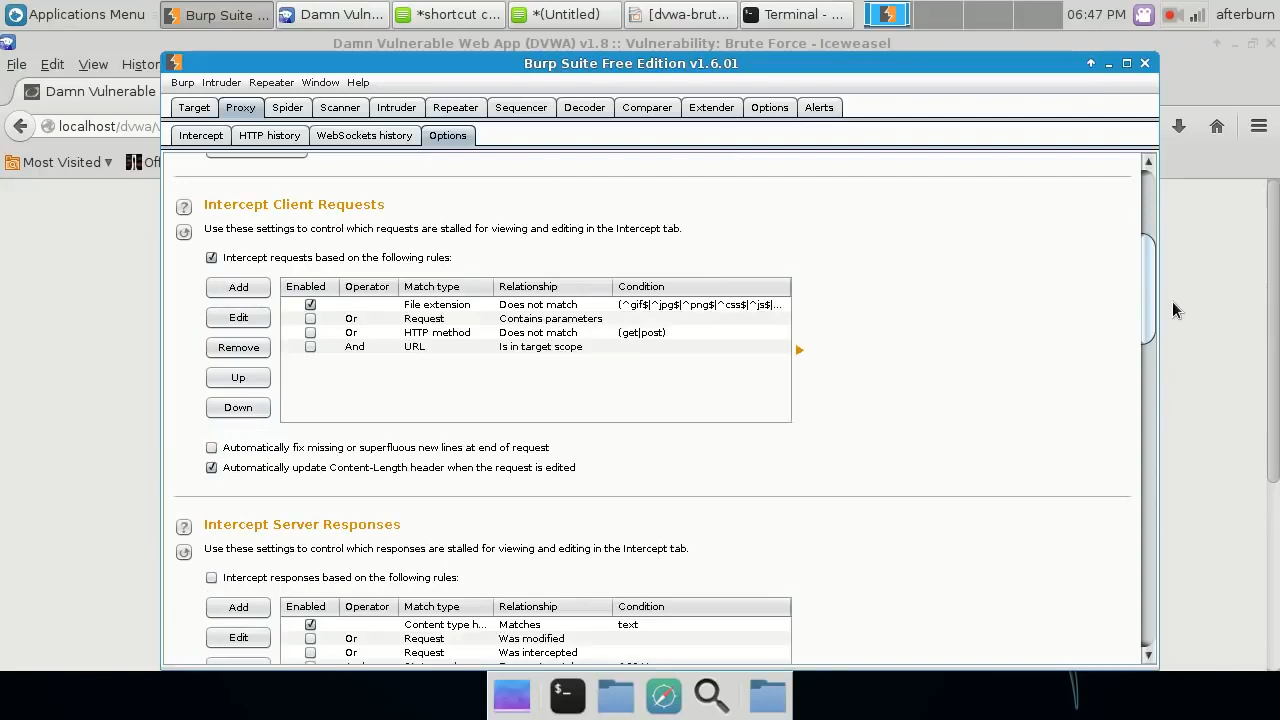 Applications Menu
Burp Suite ...
Damn Vuln...
*shortcut c...
*(Untitled)
[dvwa-brut...
Terminal - ...
06:47 PM
afterburn
Damn Vulnerable Web App (DVWA) v1.8 :: Vulnerability: Brute Force - Iceweasel
File Edit View Histor
Burp Suite Free Edition v1.6.01
Burp Intruder Repeater Window Help
Damn Vulnerable
Target Proxy Spider Scanner Intruder Repeater Sequencer Decoder Comparer Extender Options Alerts
localhost/dvwa/v
Intercept HTTP history WebSockets history Options
Most Visited
Off
Intercept Client Requests
Use these settings to control which requests are stalled for viewing and editing in the Intercept tab.
Intercept requests based on the following rules:
Add
Edit
Remove
Up
Down
Enabled Operator Match type Relationship Condition
File extension Does not match (^gif$|^jpg$|^png$|^css$|^js$|...
Or Request Contains parameters
Or HTTP method Does not match (get|post)
And URL Is in target scope
Automatically fix missing or superfluous new lines at end of request
Automatically update Content-Length header when the request is edited
Intercept Server Responses
Use these settings to control which responses are stalled for viewing and editing in the Intercept tab.
Intercept responses based on the following rules:
Add
Edit
Enabled Operator Match type Relationship Condition
Content type h... Matches text
Or Request Was modified
Or Request Was intercepted